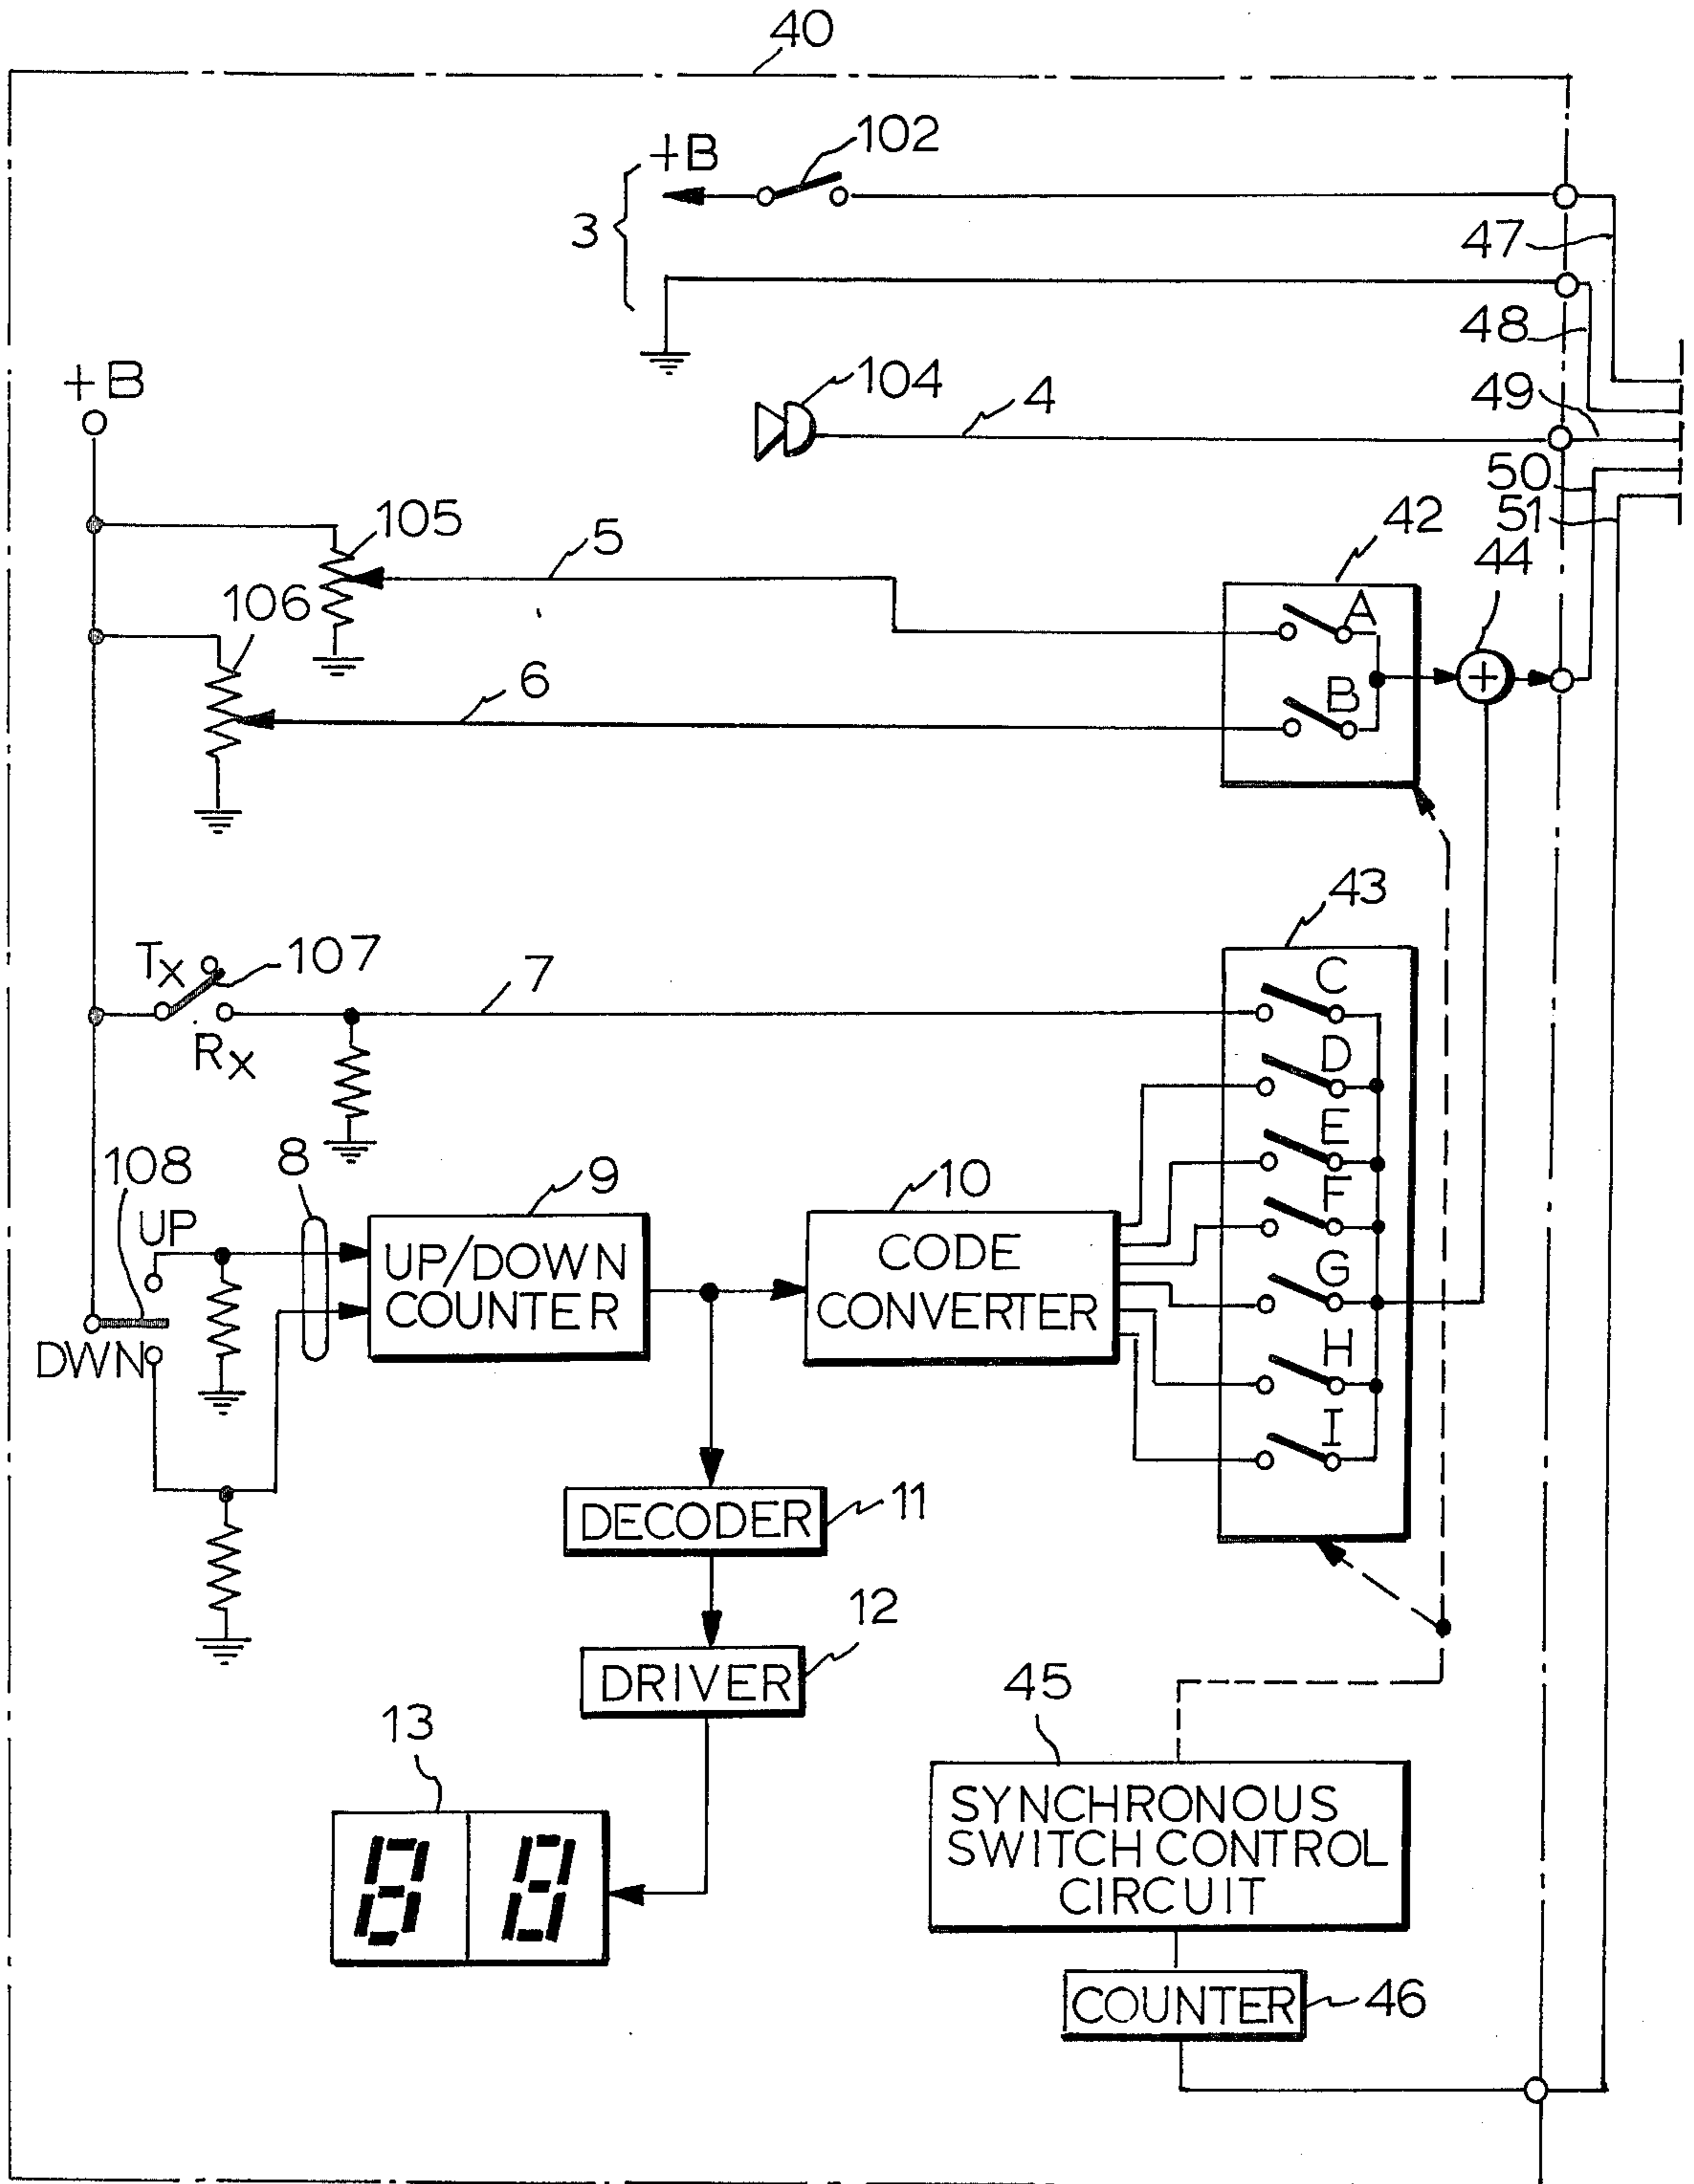 40
+B
102
3
47
48
+B
104
4
49
50
51
105
5
42
44
106
A
6
B
+
43
Tx
107
7
C
Rx
D
E
108
8
9
10
F
UP
UP/DOWN
COUNTER
CODE
CONVERTER
G
DWN
H
I
DECODER
11
12
DRIVER
45
13
SYNCHRONOUS
SWITCH CONTROL
CIRCUIT
8 8
COUNTER
46